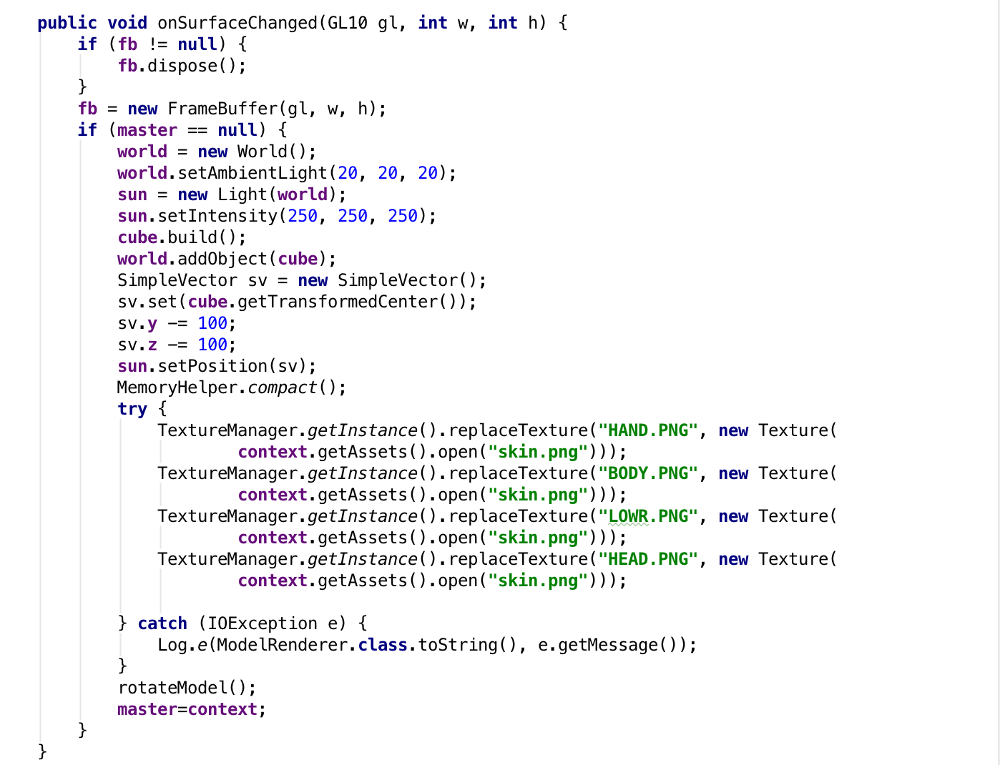 public void onSurfaceChanged(GL10 gl, int w, int h) {
    if (fb != null) {
        fb.dispose();
    }
    fb = new FrameBuffer(gl, w, h);
    if (master == null) {
        world = new World();
        world.setAmbientLight(20, 20, 20);
        sun = new Light(world);
        sun.setIntensity(250, 250, 250);
        cube.build();
        world.addObject(cube);
        SimpleVector sv = new SimpleVector();
        sv.set(cube.getTransformedCenter());
        sv.y -= 100;
        sv.z -= 100;
        sun.setPosition(sv);
        MemoryHelper.compact();
        try {
            TextureManager.getInstance().replaceTexture("HAND.PNG", new Texture(
                    context.getAssets().open("skin.png")));
            TextureManager.getInstance().replaceTexture("BODY.PNG", new Texture(
                    context.getAssets().open("skin.png")));
            TextureManager.getInstance().replaceTexture("LOWR.PNG", new Texture(
                    context.getAssets().open("skin.png")));
            TextureManager.getInstance().replaceTexture("HEAD.PNG", new Texture(
                    context.getAssets().open("skin.png")));

        } catch (IOException e) {
            Log.e(ModelRenderer.class.toString(), e.getMessage());
        }
        rotateModel();
        master=context;
    }
}